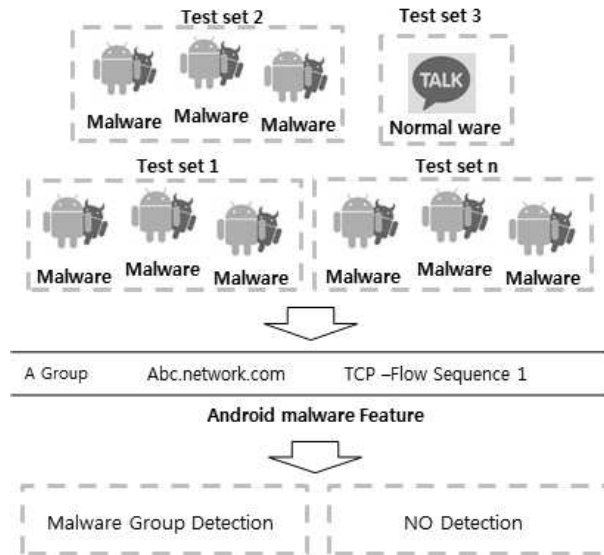 Test set 2
Test set 3
TALK
Malware
Malware
Malware
Normal ware
Test set 1
Test set n
Malware
Malware
Malware
Malware
Malware
Malware
A Group Abc.network.com TCP –Flow Sequence 1
Android malware Feature
Malware Group Detection
NO Detection